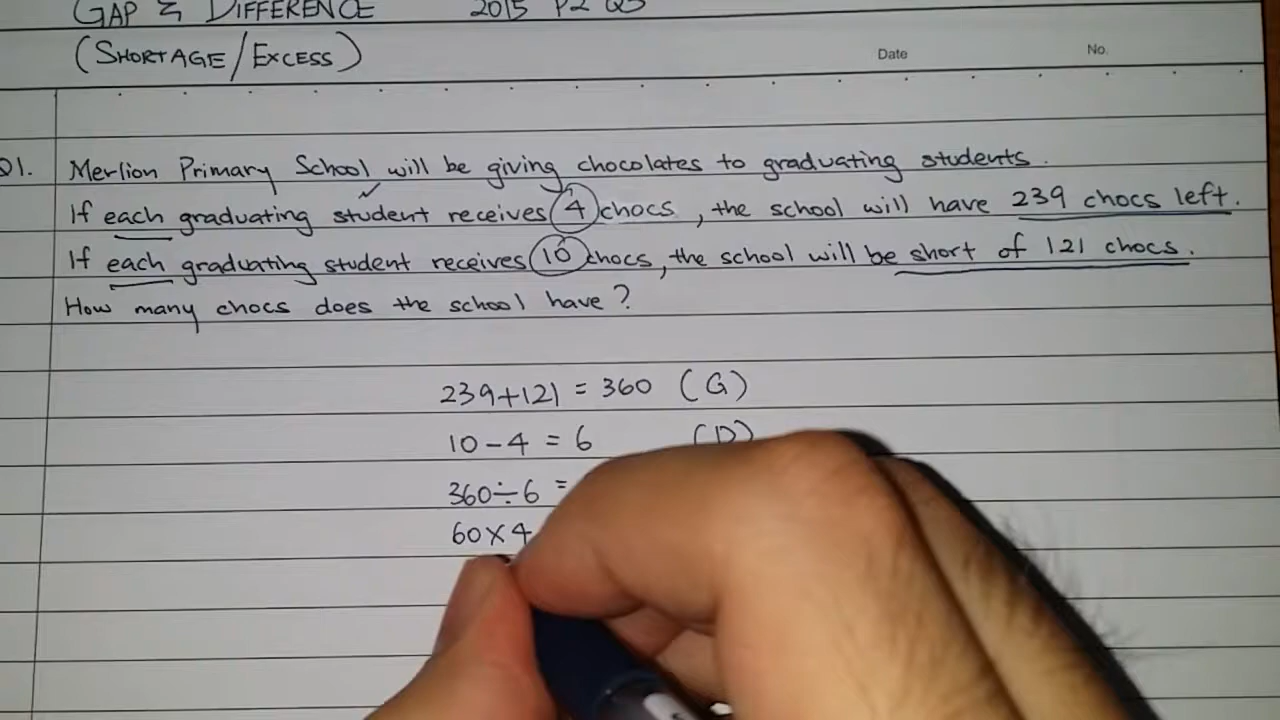 GAP & DIFFERENCE 2015 P2 Q5
(SHORTAGE/EXCESS)
Date No.
Q1. Merlion Primary School will be giving chocolates to graduating students.
If each graduating student receives 4 chocs, the school will have 239 chocs left.
If each graduating student receives 10 chocs, the school will be short of 121 chocs.
How many chocs does the school have?
239+121 = 360 (G)
10-4 = 6 (D)
360÷6 =
60×4